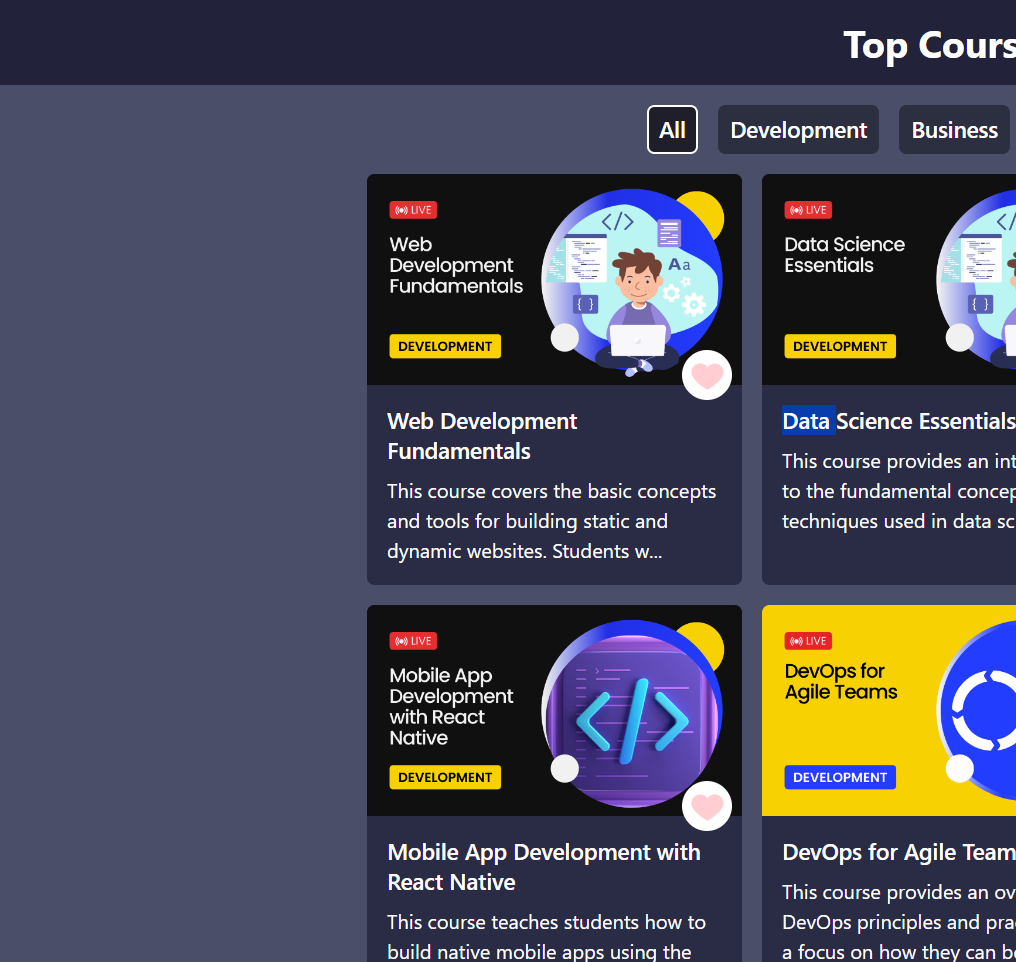 Top Cours
All
Development
Business
LIVE
Web
Development
Fundamentals
</>
Aa
{ }
DEVELOPMENT
Web Development
Fundamentals
This course covers the basic concepts
and tools for building static and
dynamic websites. Students w...
LIVE
Data Science
Essentials
{ }
DEVELOPMENT
Data Science Essentials
This course provides an int
to the fundamental concep
techniques used in data sc
LIVE
Mobile App
Development
with React
Native
</>
DEVELOPMENT
Mobile App Development with
React Native
This course teaches students how to
build native mobile apps using the
LIVE
DevOps for
Agile Teams
DEVELOPMENT
DevOps for Agile Team
This course provides an ov
DevOps principles and pra
a focus on how they can b